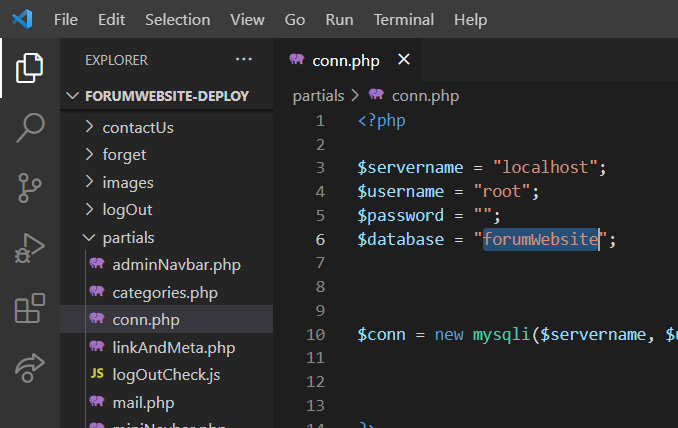 File Edit Selection View Go Run Terminal Help
EXPLORER ···
FORUMWEBSITE-DEPLOY
contactUs
forget
images
logOut
partials
adminNavbar.php
categories.php
conn.php
linkAndMeta.php
JS logOutCheck.js
mail.php
conn.php ×
partials > conn.php
1 <?php
2
3 $servername = "localhost";
4 $username = "root";
5 $password = "";
6 $database = "forumWebsite";
7
8
9
10 $conn = new mysqli($servername, $u
11
12
13
14 ?>